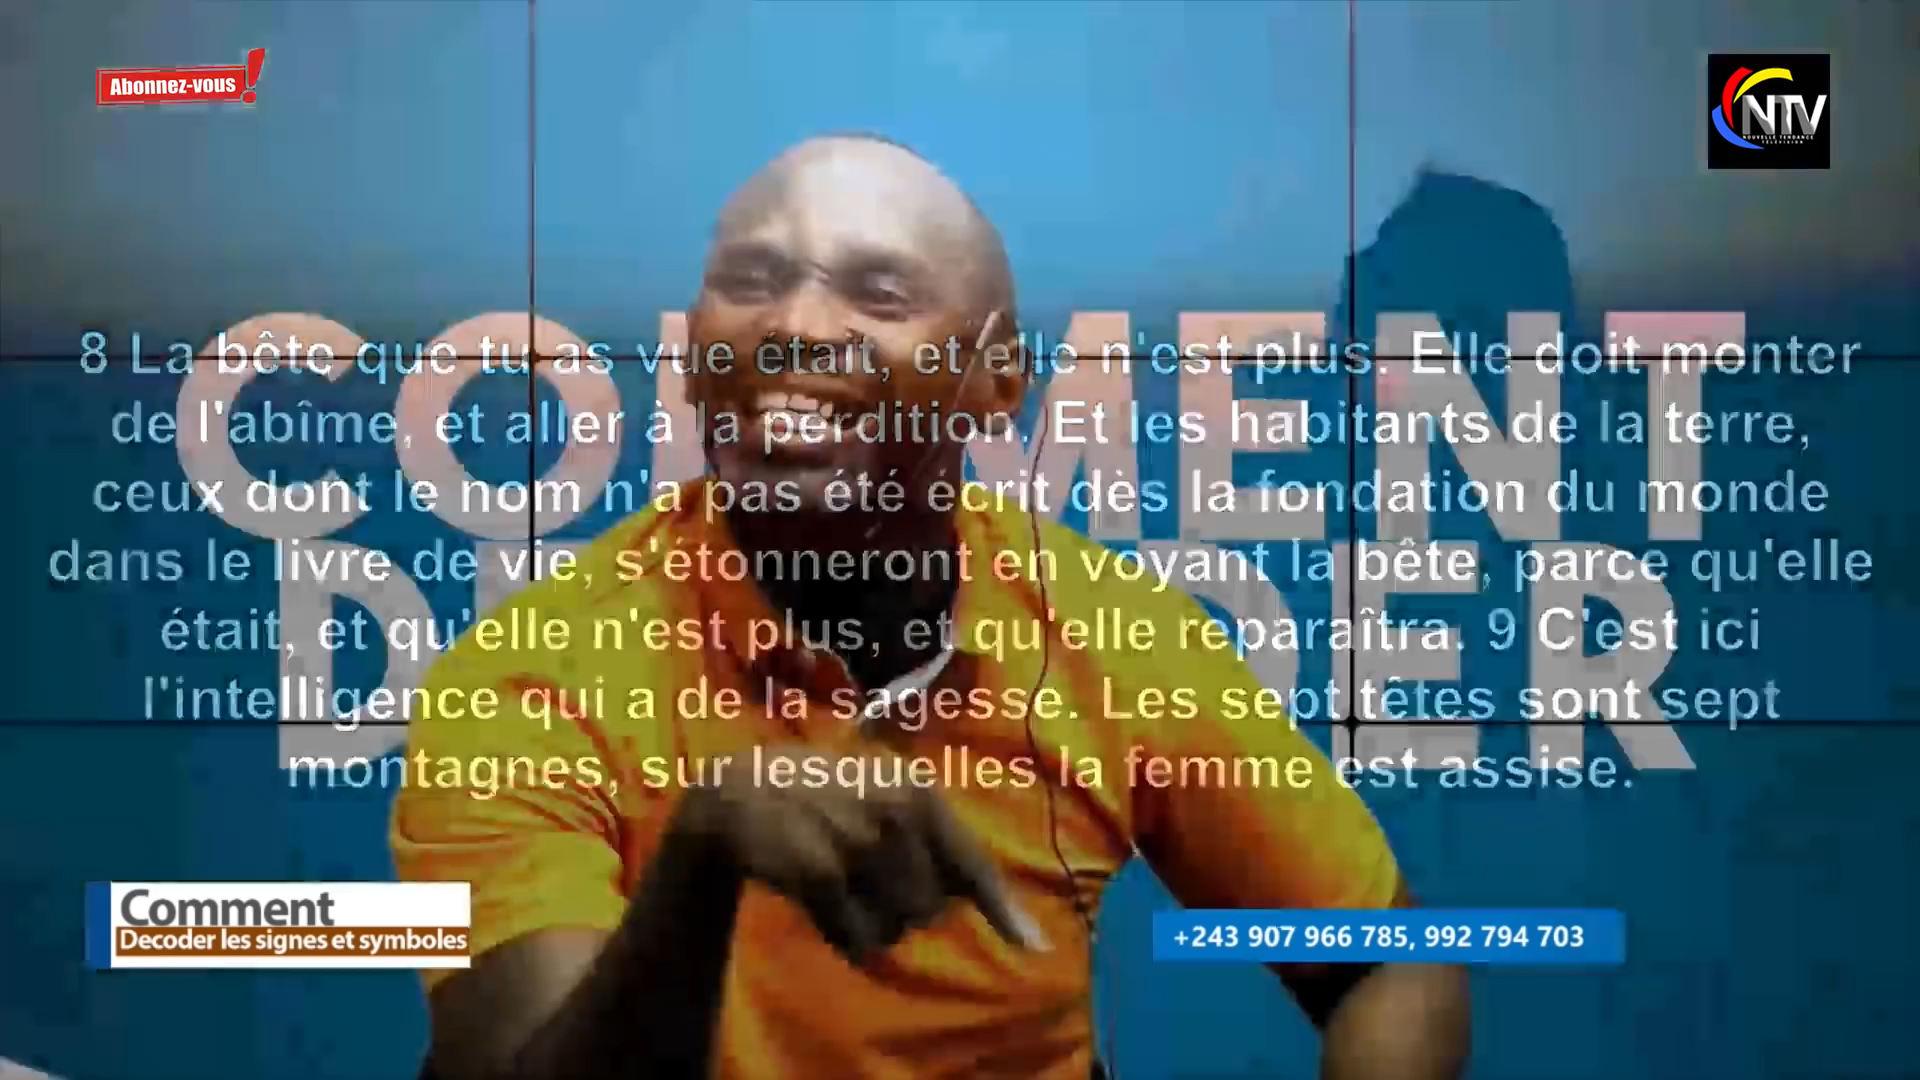 Abonnez-vous!
NTV
NOUVELLE TENDANCE
TELEVISION
COMMENT
DER
8 La bête que tu as vue était, et elle n'est plus. Elle doit monter
de l'abîme, et aller à la perdition. Et les habitants de la terre,
ceux dont le nom n'a pas été écrit dès la fondation du monde
dans le livre de vie, s'étonneront en voyant la bête, parce qu'elle
était, et qu'elle n'est plus, et qu'elle reparaîtra. 9 C'est ici
l'intelligence qui a de la sagesse. Les sept têtes sont sept
montagnes, sur lesquelles la femme est assise.
Comment
Decoder les signes et symboles
+243 907 966 785, 992 794 703